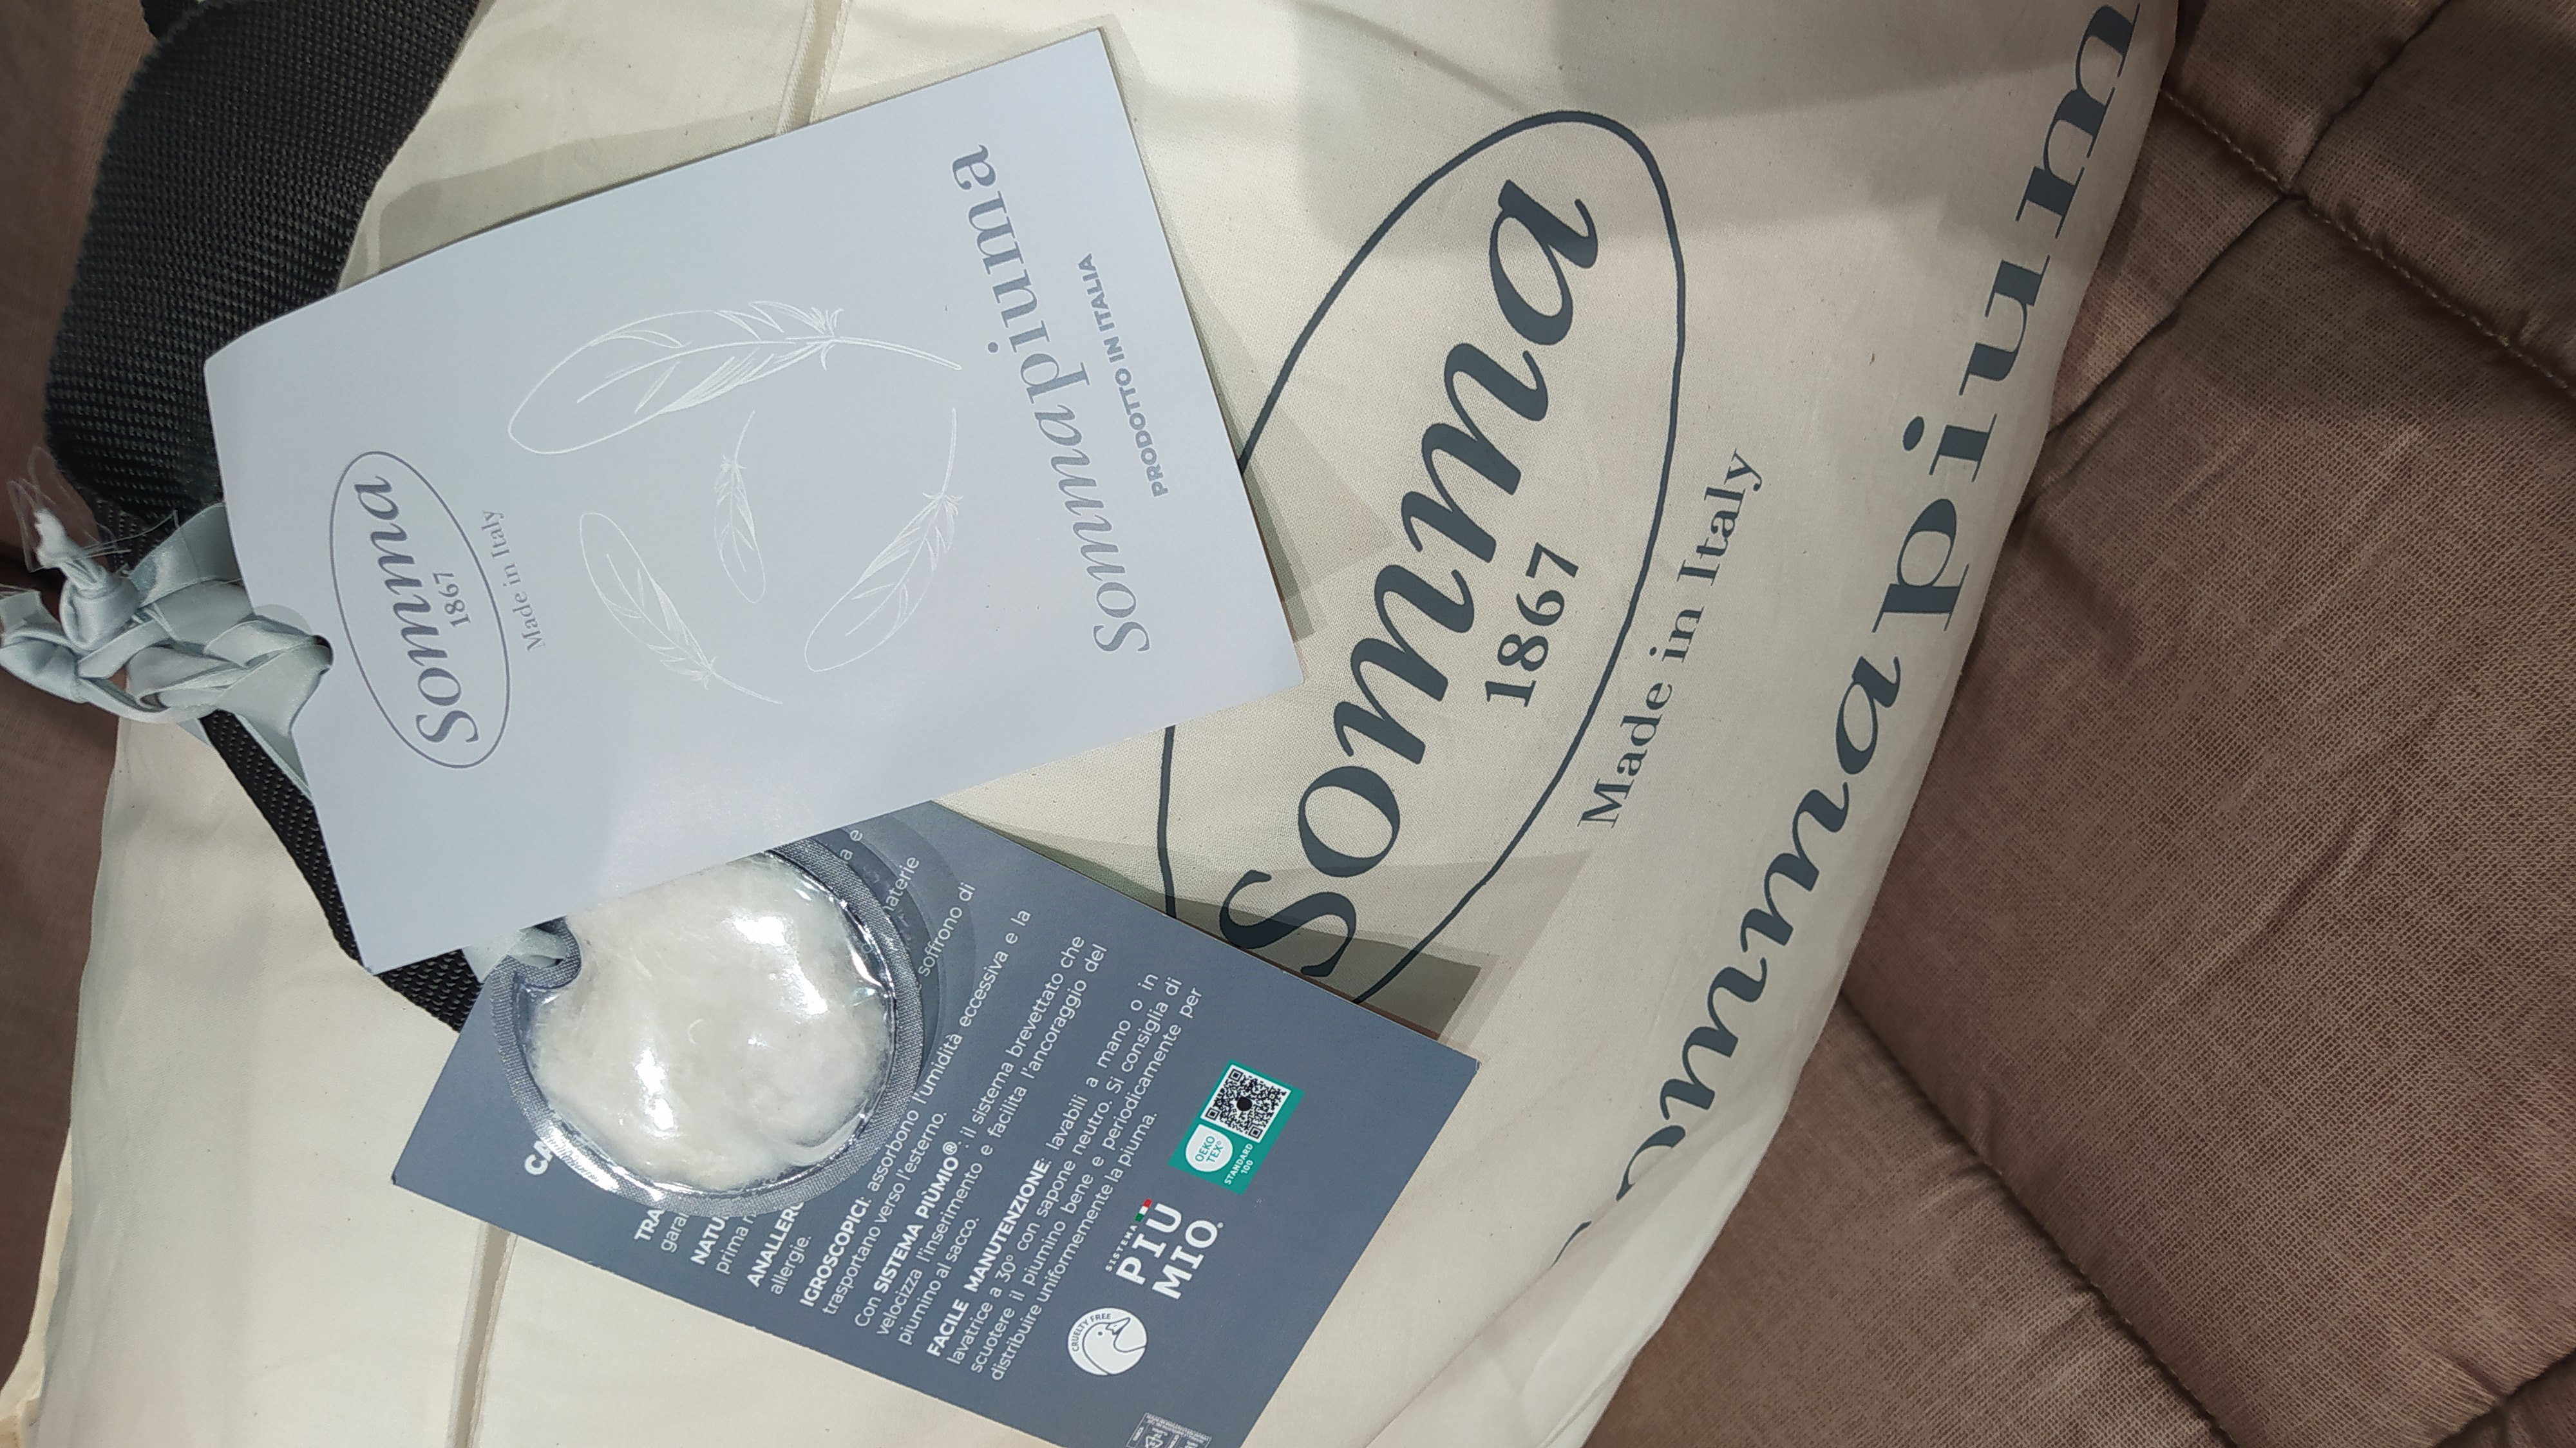 Somma
1867
Made in Italy
Sommapiuma
PRODOTTO IN ITALIA
Somma
1867
Made in Italy
materie
soffrono di
allergie.
IGROSCOPICI: assorbono l'umidità eccessiva e la
trasportano verso l'esterno.
Con SISTEMA PIÙMIO®: il sistema brevettato che
velocizza l'inserimento e facilita l'ancoraggio del
piumino al sacco.
FACILE MANUTENZIONE: lavabili a mano o in
lavatrice a 30° con sapone neutro. Si consiglia di
scuotere il piumino bene e periodicamente per
distribuire uniformemente la piuma.
CRUELTY FREE
SISTEMA
PIU
MIO
OEKO
TEX®
STANDARD
100